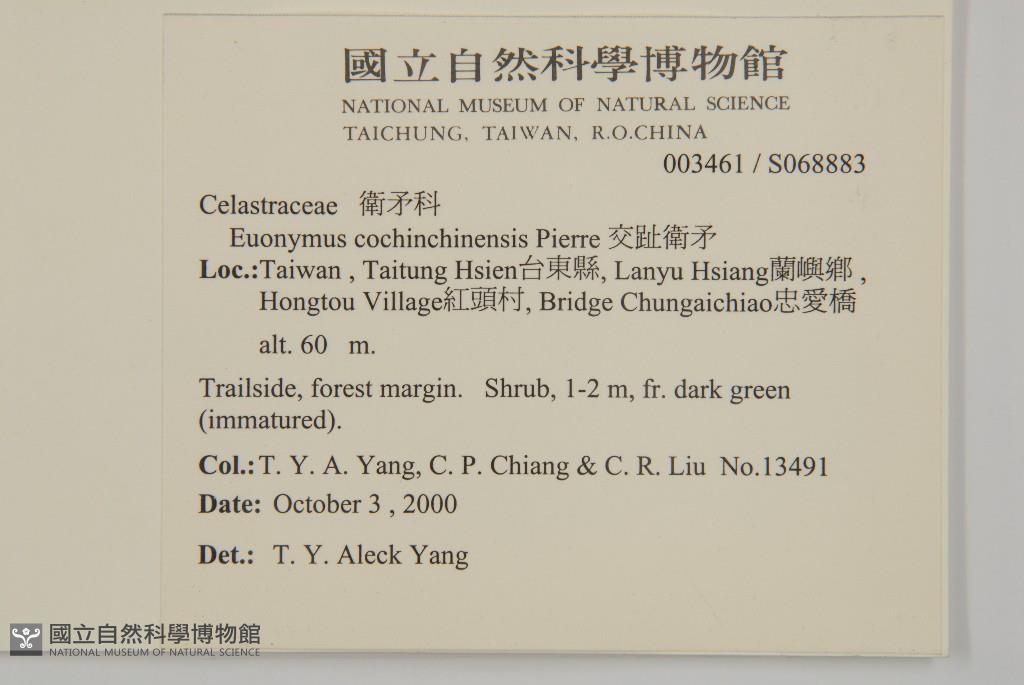 國立自然科學博物館
NATIONAL MUSEUM OF NATURAL SCIENCE
TAICHUNG, TAIWAN, R.O.CHINA
003461 / S068883
Celastraceae 衛矛科
Euonymus cochinchinensis Pierre 交趾衛矛
Loc.:Taiwan , Taitung Hsien台東縣, Lanyu Hsiang蘭嶼鄉 ,
Hongtou Village紅頭村, Bridge Chungaichiao忠愛橋
alt. 60 m.
Trailside, forest margin. Shrub, 1-2 m, fr. dark green
(immatured).
Col.: T. Y. A. Yang, C. P. Chiang & C. R. Liu No.13491
Date: October 3 , 2000
Det.: T. Y. Aleck Yang
國立自然科學博物館
NATIONAL MUSEUM OF NATURAL SCIENCE